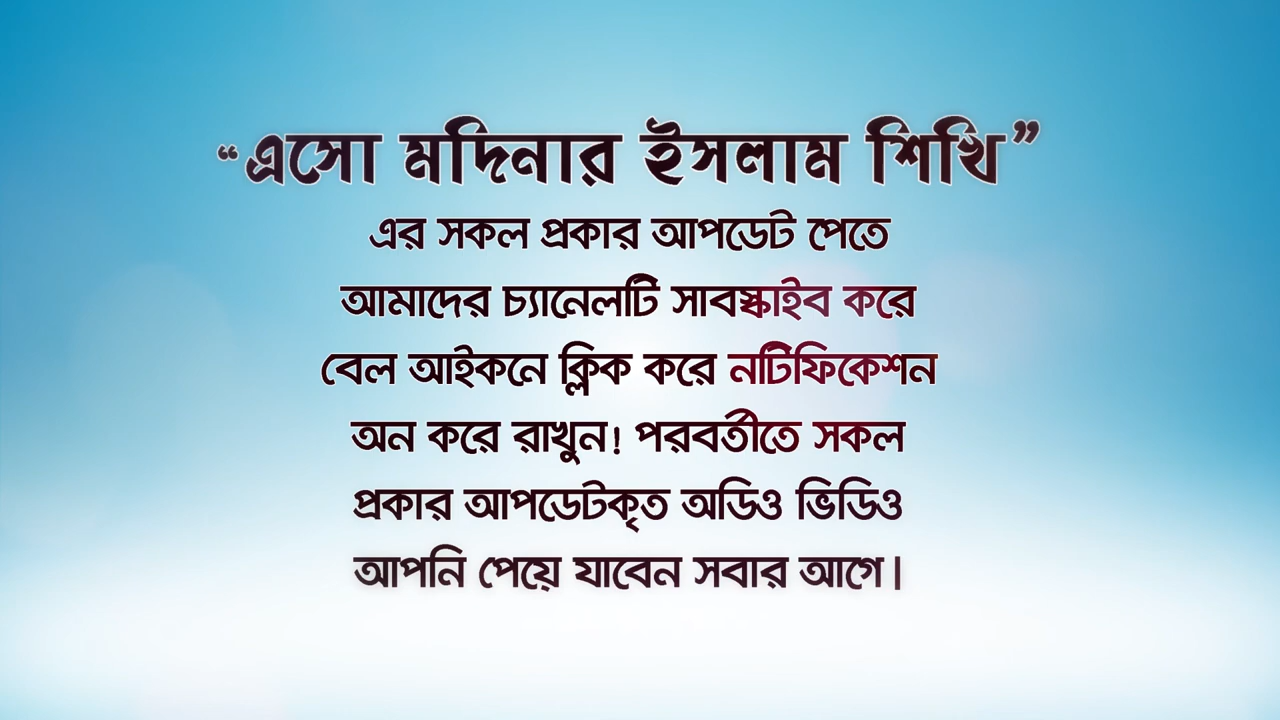 “এসো মদিনার ইসলাম শিখি”
এর সকল প্রকার আপডেট পেতে
আমাদের চ্যানেলটি সাবস্কাইব করে
বেল আইকনে ক্লিক করে নটিফিকেশন
অন করে রাখুন! পরবর্তীতে সকল
প্রকার আপডেটকৃত অডিও ভিডিও
আপনি পেয়ে যাবেন সবার আগে।